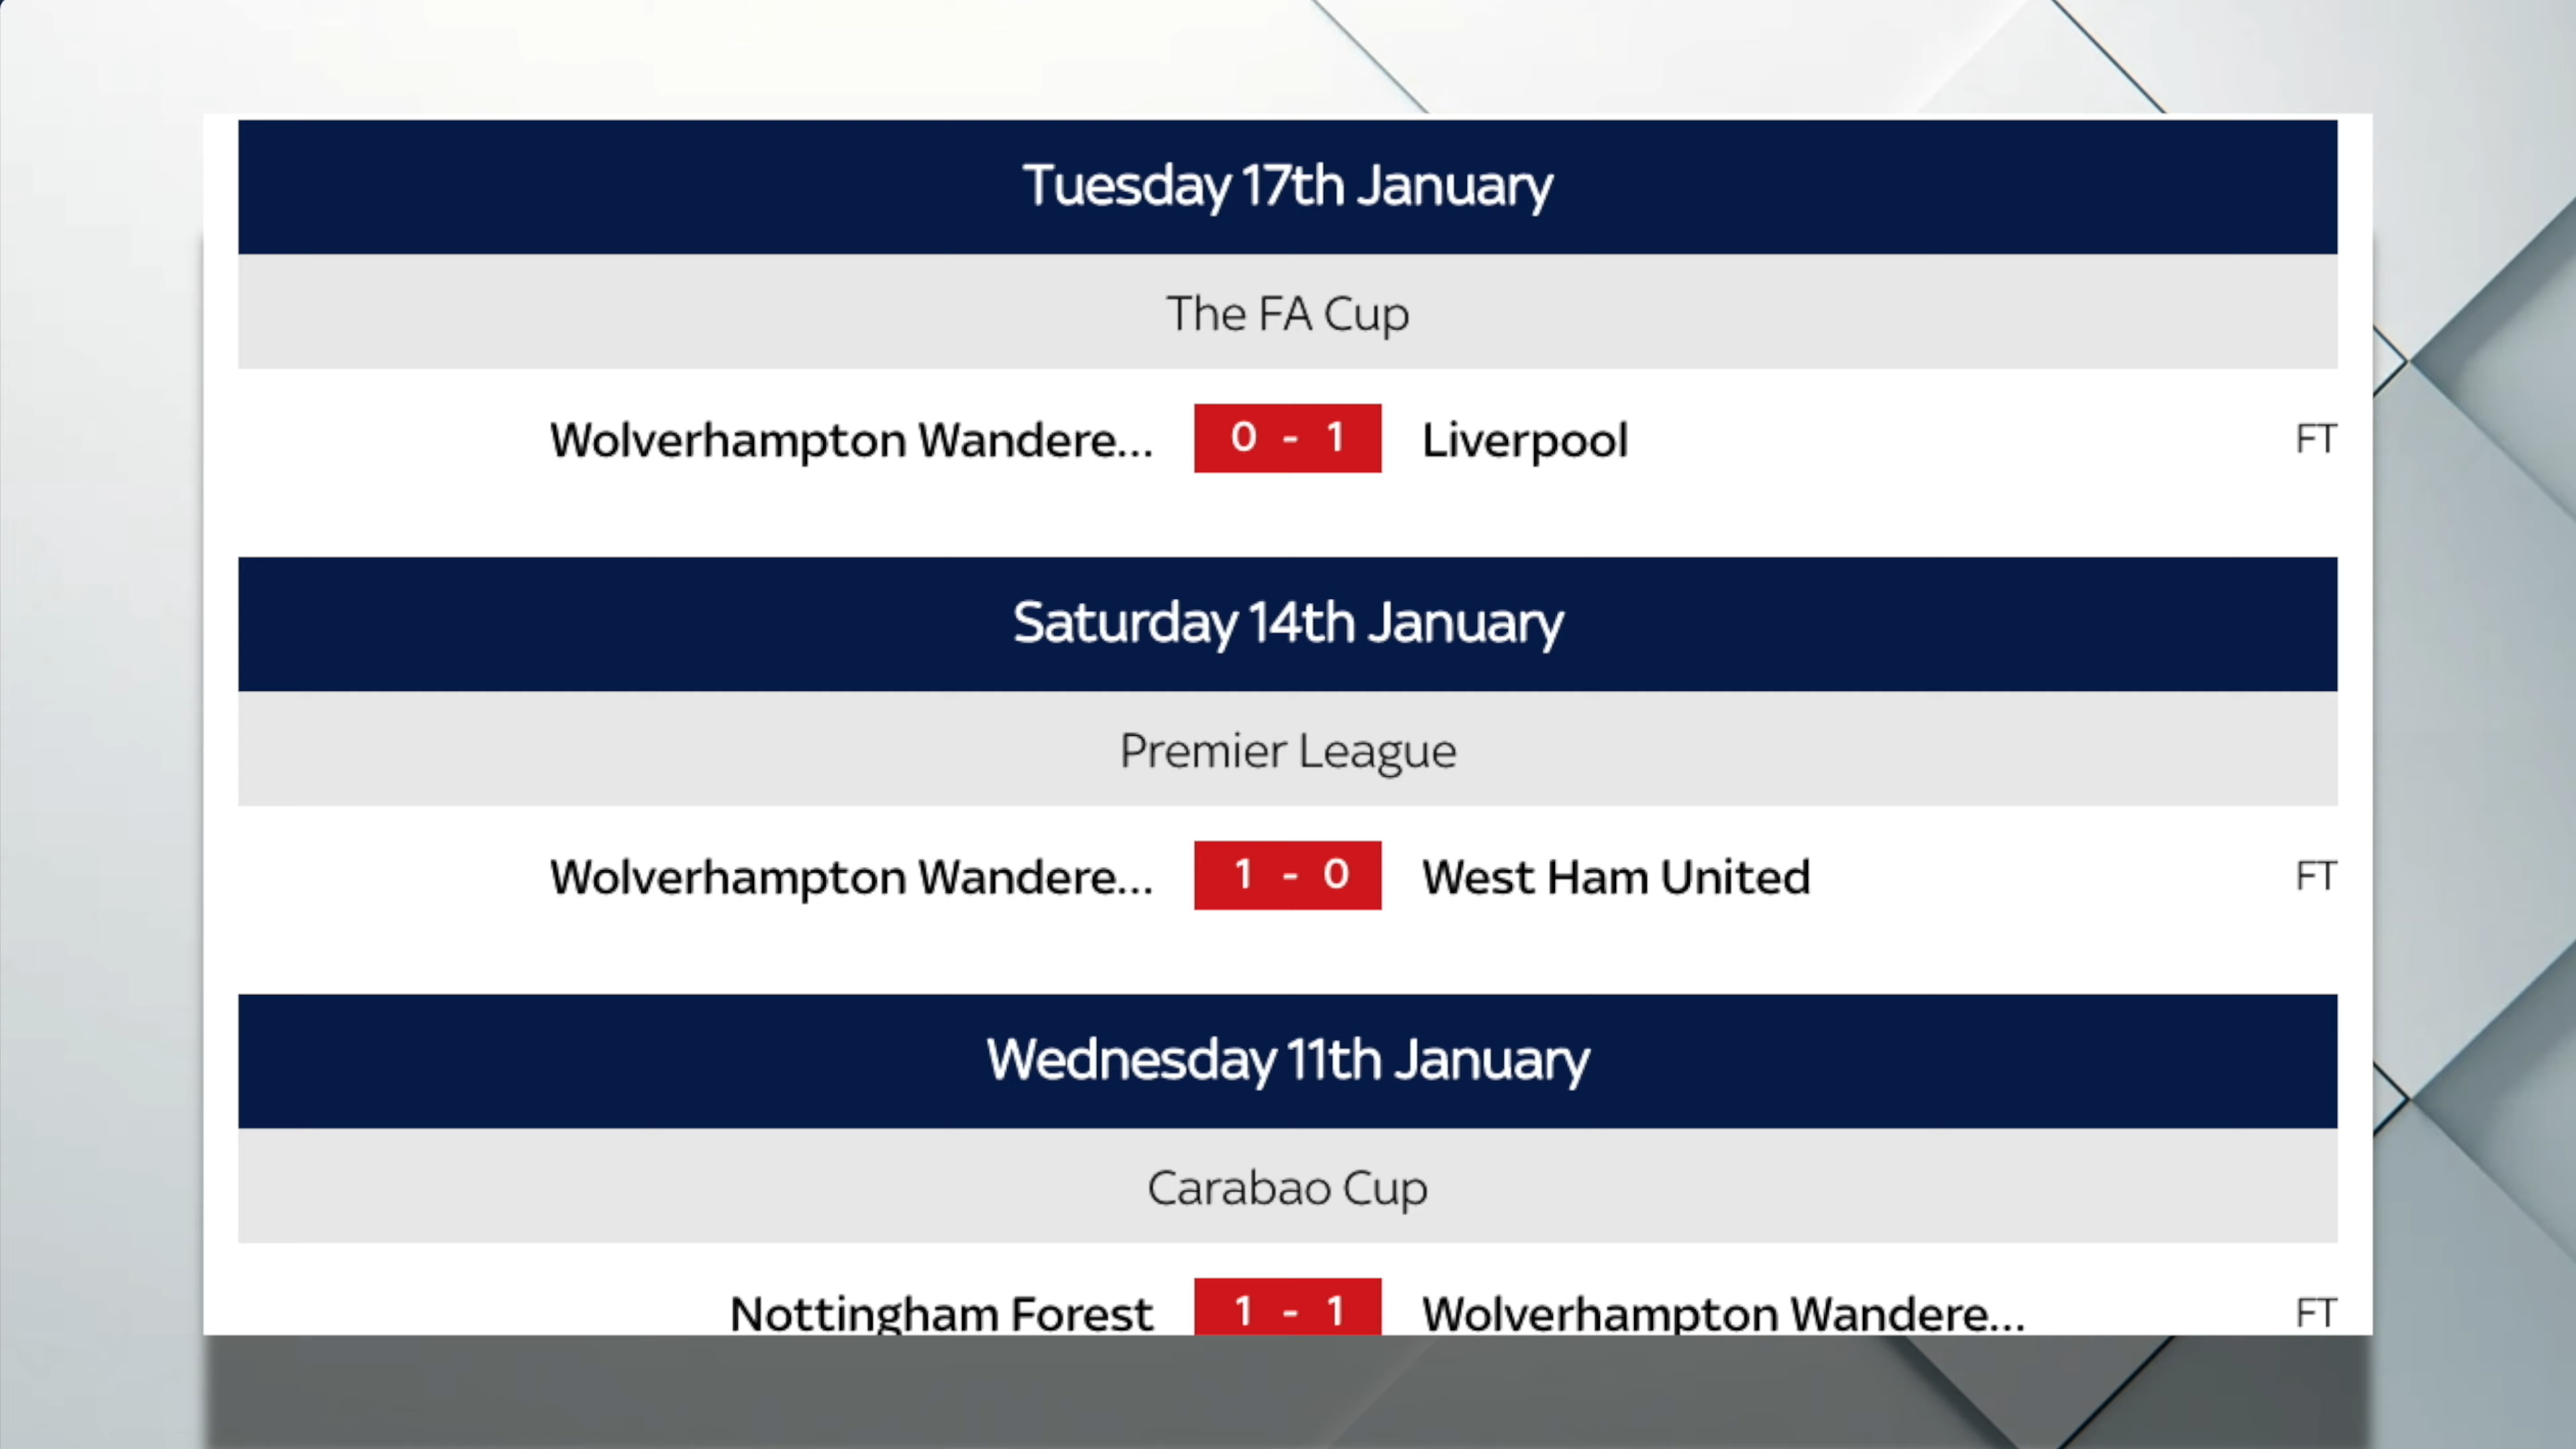 Tuesday 17th January
The FA Cup
Wolverhampton Wandere... 0 - 1 Liverpool FT
Saturday 14th January
Premier League
Wolverhampton Wandere... 1 - 0 West Ham United FT
Wednesday 11th January
Carabao Cup
Nottingham Forest 1 - 1 Wolverhampton Wandere... FT